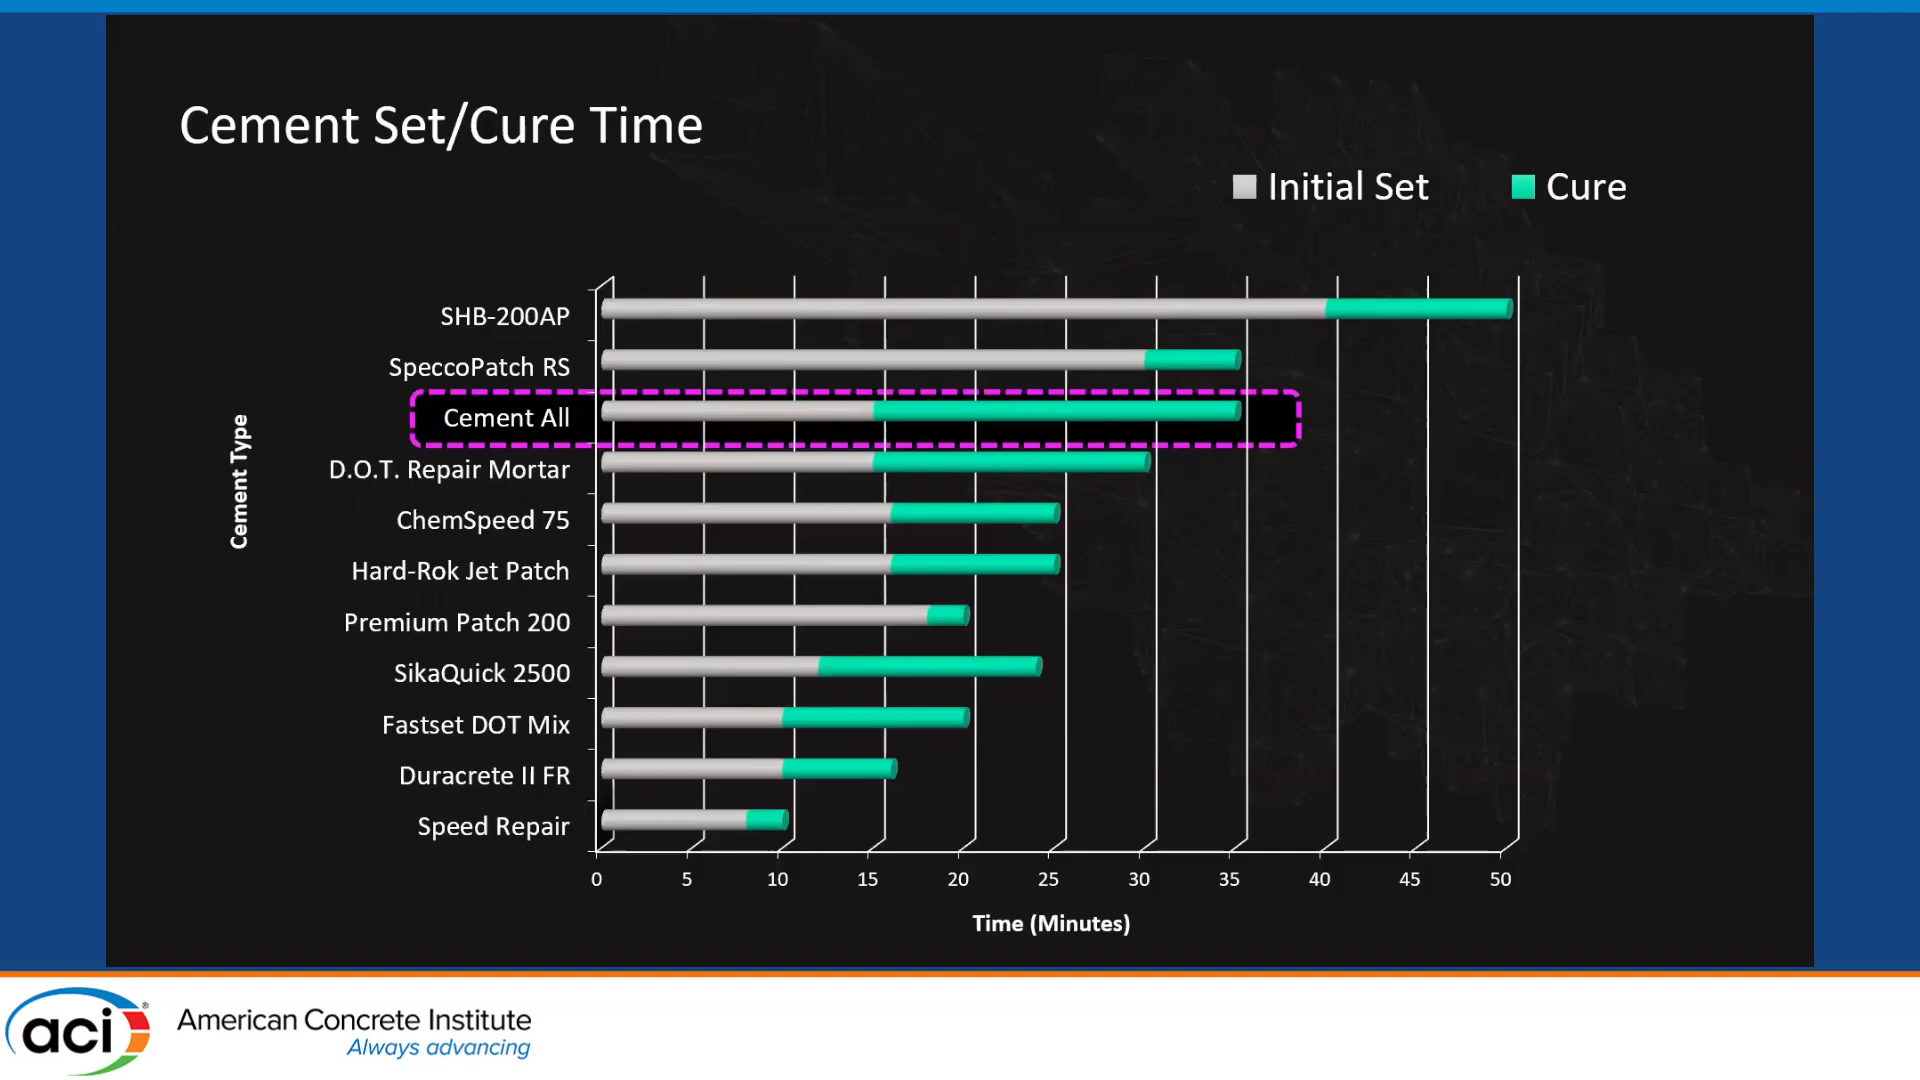 Cement Set/Cure Time
Initial Set
Cure
SHB-200AP
SpeccoPatch RS
Cement All
D.O.T. Repair Mortar
ChemSpeed 75
Hard-Rok Jet Patch
Premium Patch 200
SikaQuick 2500
Fastset DOT Mix
Duracrete II FR
Speed Repair
Cement Type
0 5 10 15 20 25 30 35 40 45 50
Time (Minutes)
aci®
American Concrete Institute
Always advancing